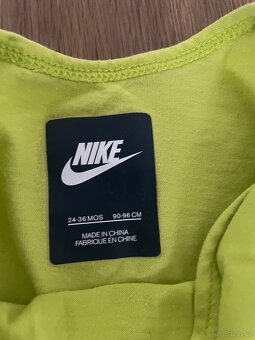 NIKE
24-36 MOS 90-96 CM
MADE IN CHINA
FABRIQUE EN CHINE